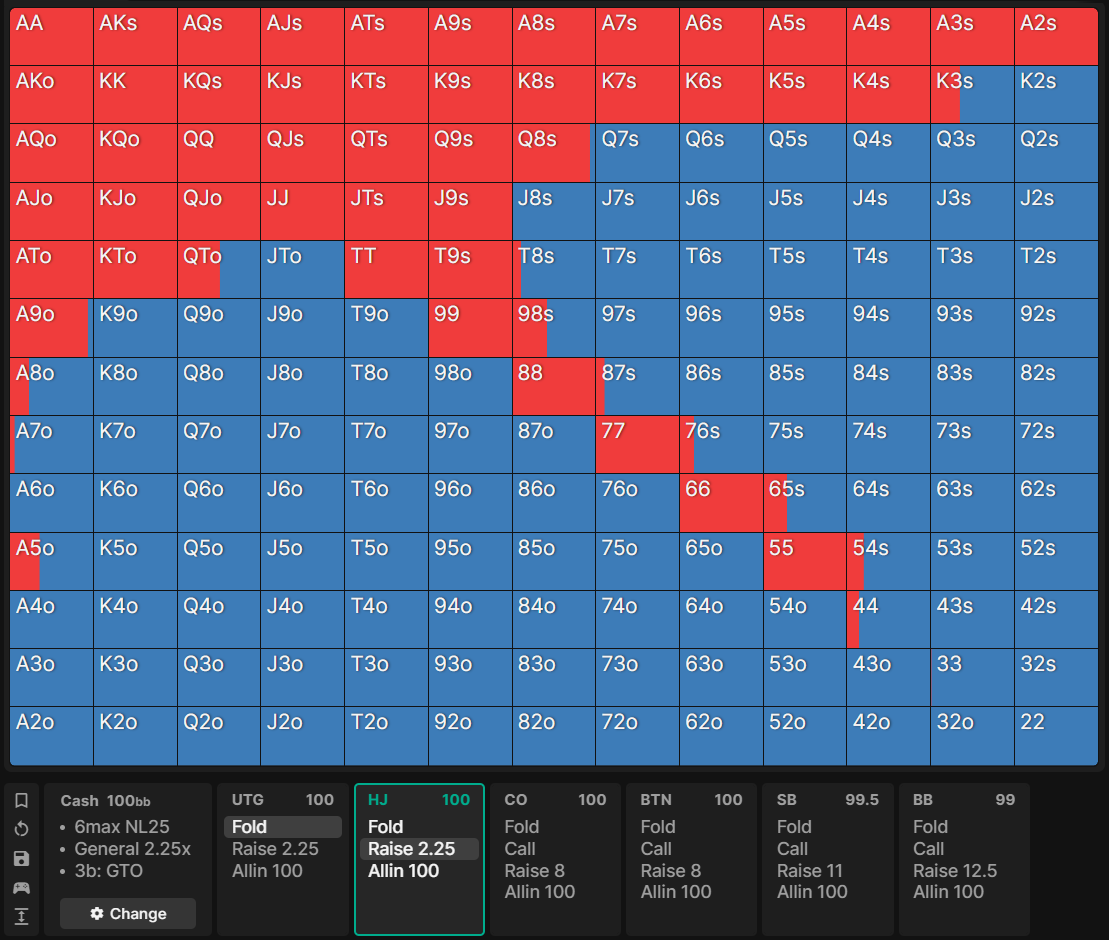 AA AKs AQs AJs ATs A9s A8s A7s A6s A5s A4s A3s A2s
AKo KK KQs KJs KTs K9s K8s K7s K6s K5s K4s K3s K2s
AQo KQo QQ QJs QTs Q9s Q8s Q7s Q6s Q5s Q4s Q3s Q2s
AJo KJo QJo JJ JTs J9s J8s J7s J6s J5s J4s J3s J2s
ATo KTo QTo JTo TT T9s T8s T7s T6s T5s T4s T3s T2s
A9o K9o Q9o J9o T9o 99 98s 97s 96s 95s 94s 93s 92s
A8o K8o Q8o J8o T8o 98o 88 87s 86s 85s 84s 83s 82s
A7o K7o Q7o J7o T7o 97o 87o 77 76s 75s 74s 73s 72s
A6o K6o Q6o J6o T6o 96o 86o 76o 66 65s 64s 63s 62s
A5o K5o Q5o J5o T5o 95o 85o 75o 65o 55 54s 53s 52s
A4o K4o Q4o J4o T4o 94o 84o 74o 64o 54o 44 43s 42s
A3o K3o Q3o J3o T3o 93o 83o 73o 63o 53o 43o 33 32s
A2o K2o Q2o J2o T2o 92o 82o 72o 62o 52o 42o 32o 22
Cash 100bb
• 6max NL25
• General 2.25x
• 3b: GTO
Change
UTG 100
Fold
Raise 2.25
Allin 100
HJ 100
Fold
Raise 2.25
Allin 100
CO 100
Fold
Call
Raise 8
Allin 100
BTN 100
Fold
Call
Raise 8
Allin 100
SB 99.5
Fold
Call
Raise 11
Allin 100
BB 99
Fold
Call
Raise 12.5
Allin 100